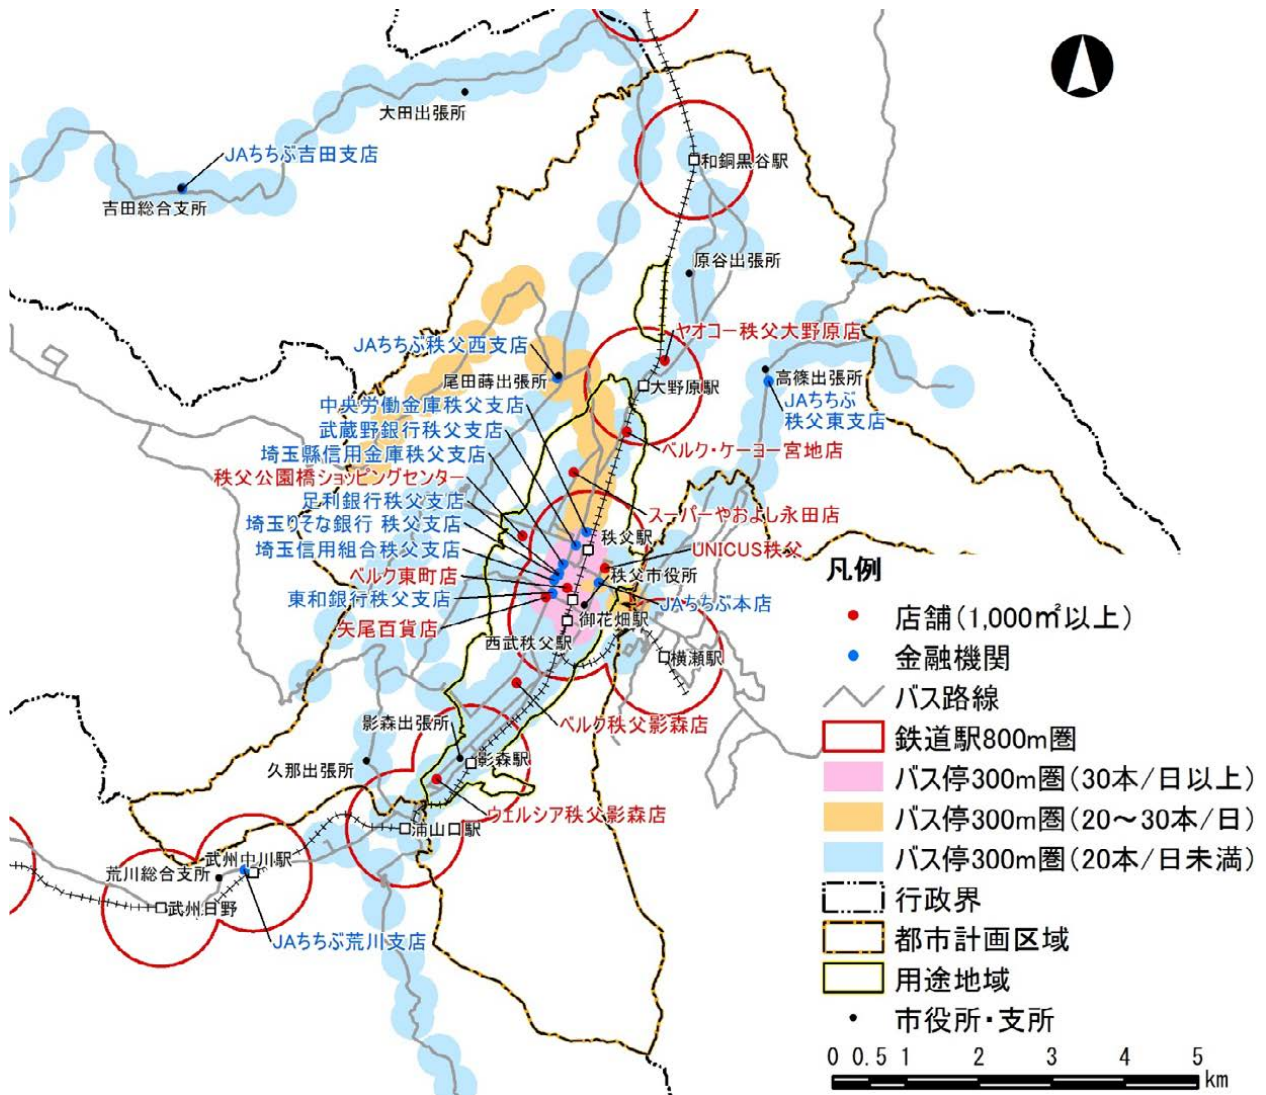 大田出張所
JAちちぶ吉田支店
吉田総合支所
和銅黒谷駅
原谷出張所
ヤオコー秩父大野原店
JAちちぶ秩父西支店
尾田蒔出張所
大野原駅
高篠出張所
JAちちぶ
秩父東支店
中央労働金庫秩父支店
武蔵野銀行秩父支店
埼玉縣信用金庫秩父支店
ベルク・ケーヨー宮地店
秩父公園橋ショッピングセンター
足利銀行秩父支店
スーパーやおよし永田店
埼玉りそな銀行 秩父支店
秩父駅
埼玉信用組合秩父支店
UNICUS秩父
ベルク東町店
秩父市役所
東和銀行秩父支店
JAちちぶ本店
御花畑駅
矢尾百貨店
西武秩父駅
横瀬駅
影森出張所
ベルク秩父影森店
久那出張所
影森駅
ウェルシア秩父影森店
浦山口駅
武州中川駅
荒川総合支所
武州日野
JAちちぶ荒川支店
凡例
店舗(1,000㎡以上)
金融機関
バス路線
鉄道駅800m圏
バス停300m圏(30本/日以上)
バス停300m圏(20～30本/日)
バス停300m圏(20本/日未満)
行政界
都市計画区域
用途地域
市役所・支所
0 0.5 1 2 3 4 5
km